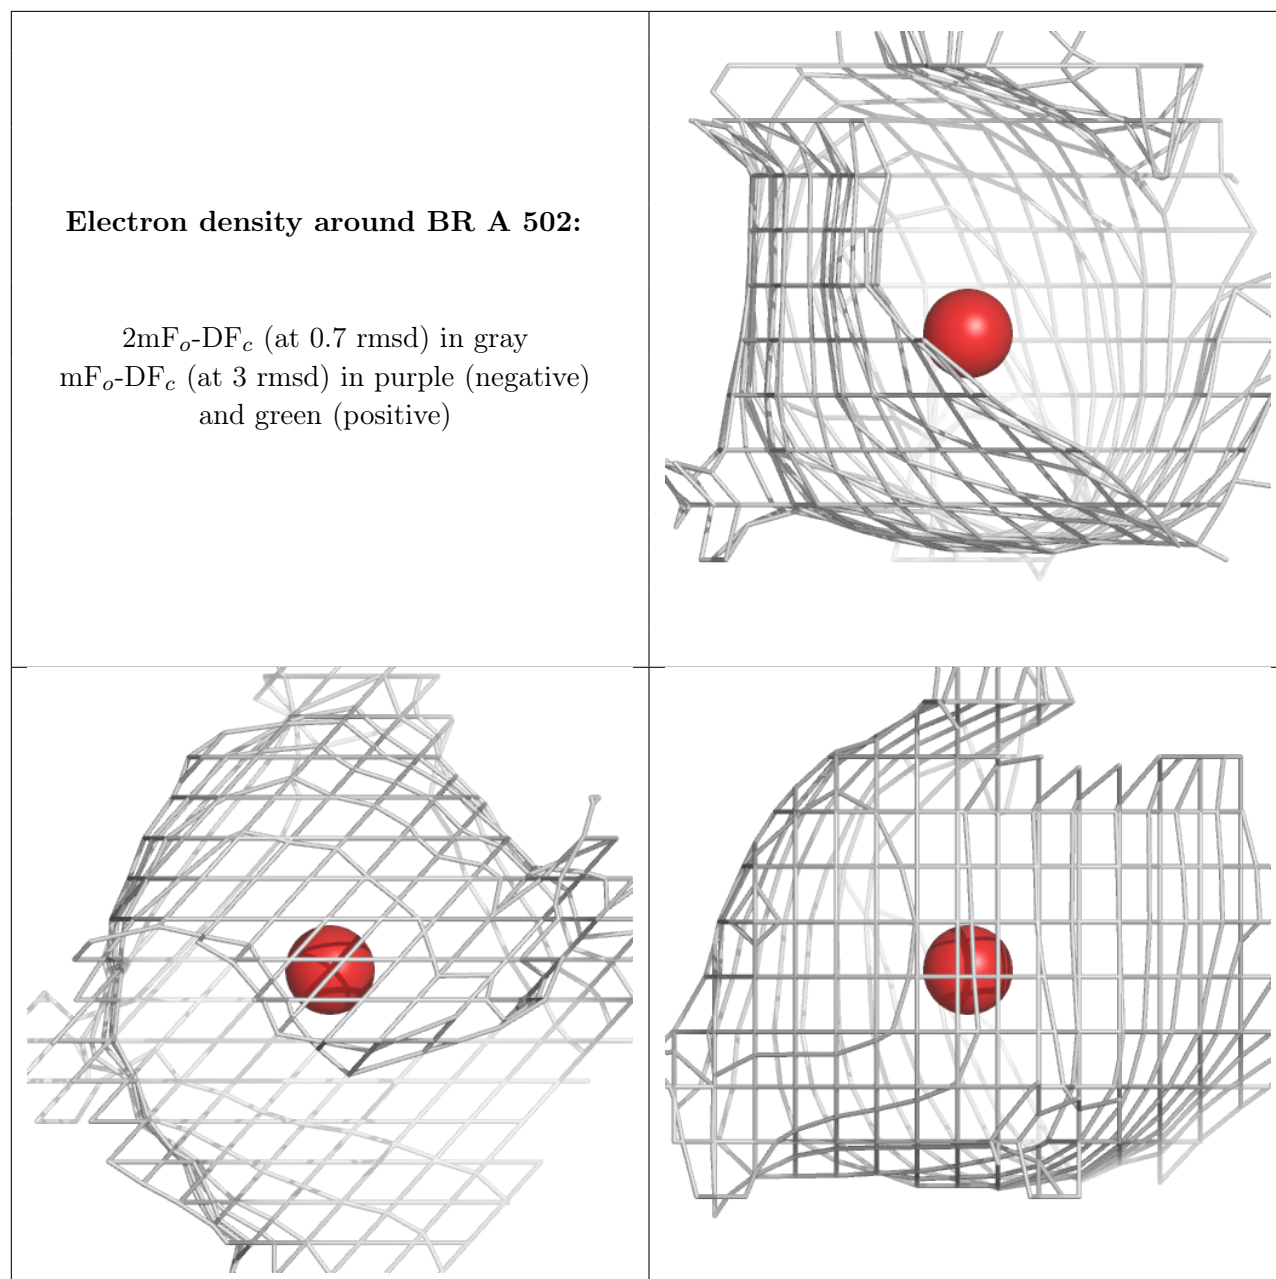 Electron density around BR A 502:
2mFo-DFc (at 0.7 rmsd) in gray
mFo-DFc (at 3 rmsd) in purple (negative)
and green (positive)